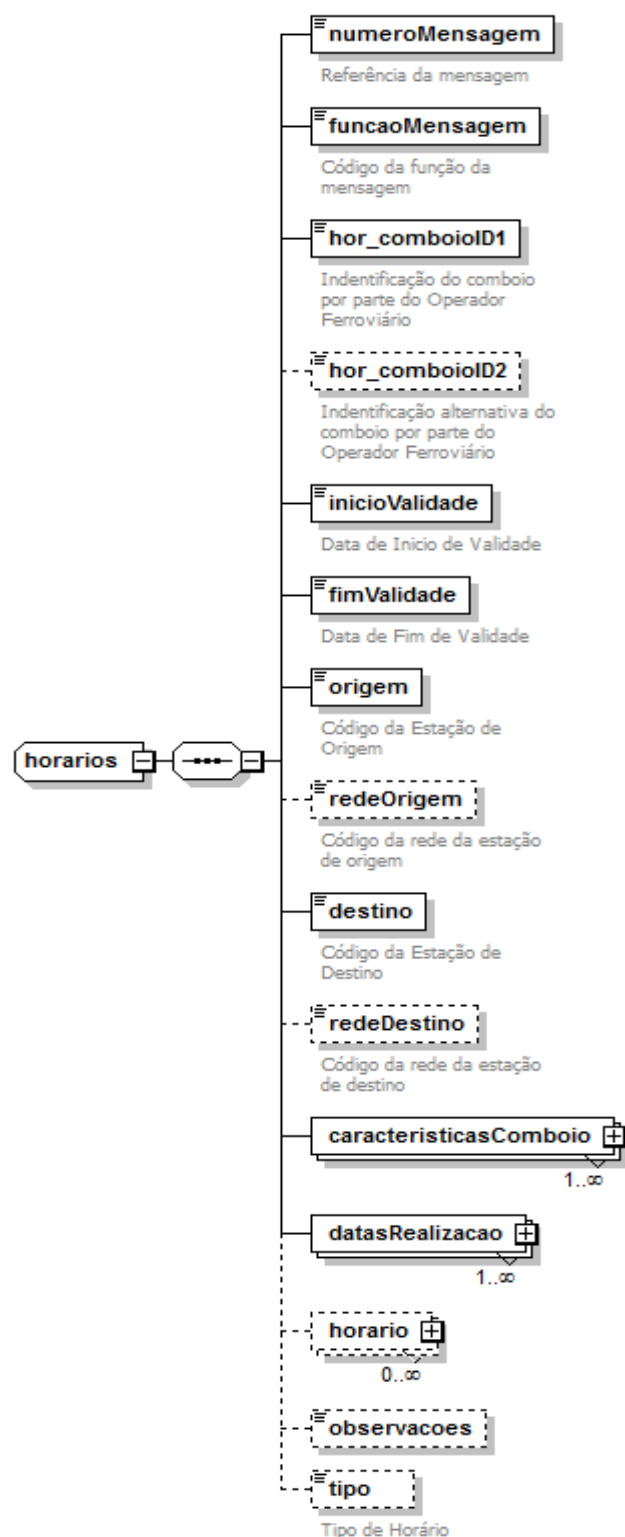 numeroMensagem
Referência da mensagem
funcaoMensagem
Código da função da
mensagem
hor_comboioID1
Indentificação do comboio
por parte do Operador
Ferroviário
hor_comboioID2
Indentificação alternativa do
comboio por parte do
Operador Ferroviário
inicioValidade
Data de Inicio de Validade
fimValidade
Data de Fim de Validade
origem
Código da Estação de
Origem
horarios
redeOrigem
Código da rede da estação
de origem
destino
Código da Estação de
Destino
redeDestino
Código da rede da estação
de destino
caracteristicasComboio
1..∞
datasRealizacao
1..∞
horario
0..∞
observacoes
tipo
Tipo de Horário